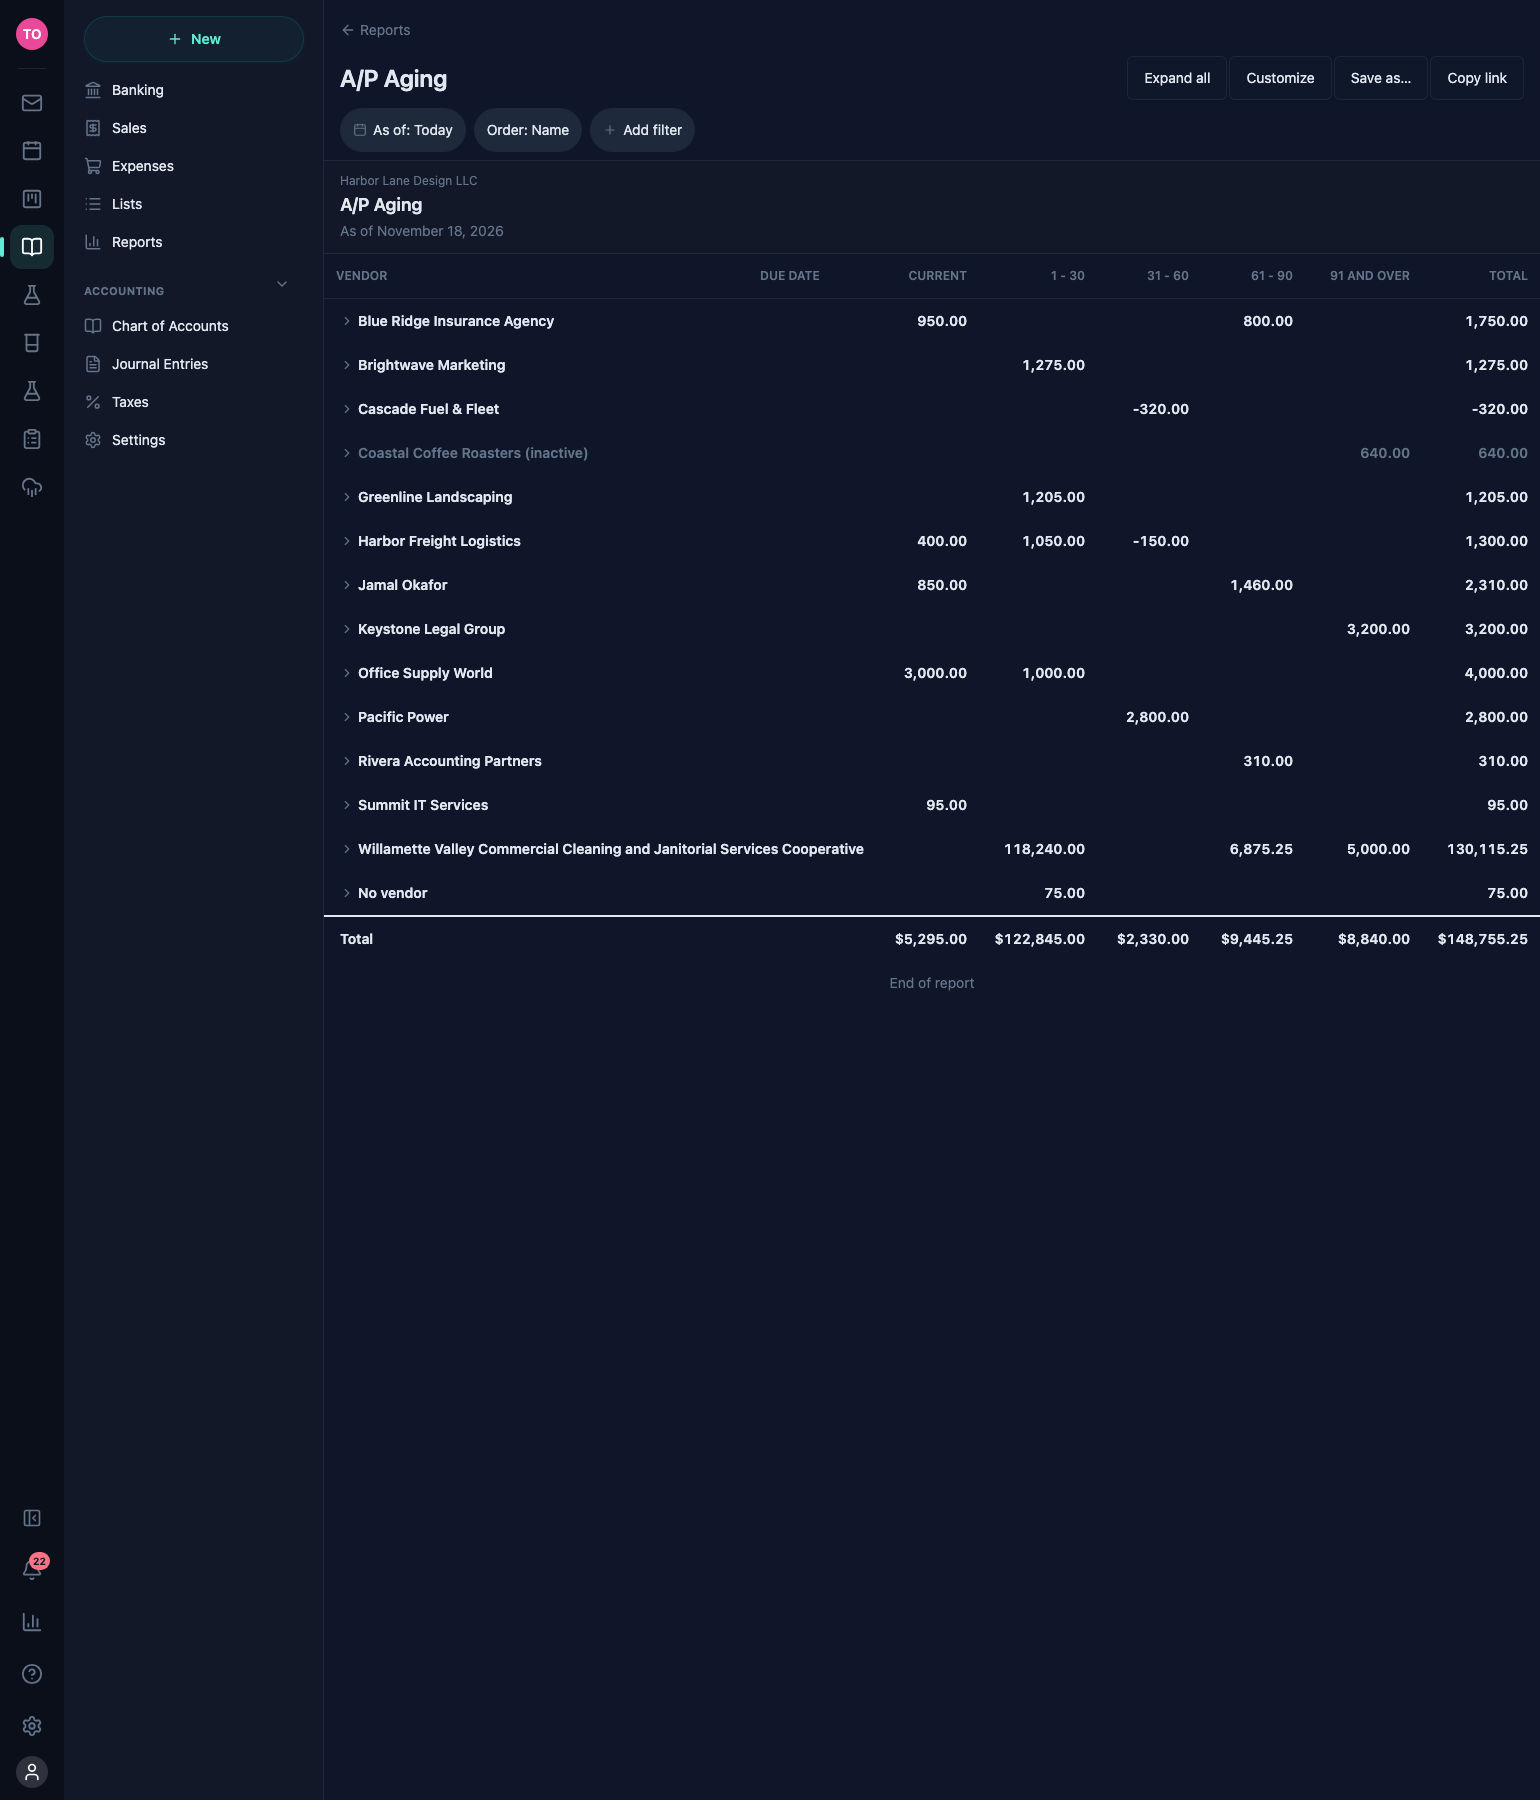 TO
New
Banking
Sales
Expenses
Lists
Reports
ACCOUNTING
Chart of Accounts
Journal Entries
Taxes
Settings
22
Reports
A/P Aging
Expand all Customize Save as... Copy link
As of: Today Order: Name Add filter
Harbor Lane Design LLC
A/P Aging
As of November 18, 2026
VENDOR DUE DATE CURRENT 1 - 30 31 - 60 61 - 90 91 AND OVER TOTAL
Blue Ridge Insurance Agency 950.00 800.00 1,750.00
Brightwave Marketing 1,275.00 1,275.00
Cascade Fuel & Fleet -320.00 -320.00
Coastal Coffee Roasters (inactive) 640.00 640.00
Greenline Landscaping 1,205.00 1,205.00
Harbor Freight Logistics 400.00 1,050.00 -150.00 1,300.00
Jamal Okafor 850.00 1,460.00 2,310.00
Keystone Legal Group 3,200.00 3,200.00
Office Supply World 3,000.00 1,000.00 4,000.00
Pacific Power 2,800.00 2,800.00
Rivera Accounting Partners 310.00 310.00
Summit IT Services 95.00 95.00
Willamette Valley Commercial Cleaning and Janitorial Services Cooperative 118,240.00 6,875.25 5,000.00 130,115.25
No vendor 75.00 75.00
Total $5,295.00 $122,845.00 $2,330.00 $9,445.25 $8,840.00 $148,755.25
End of report